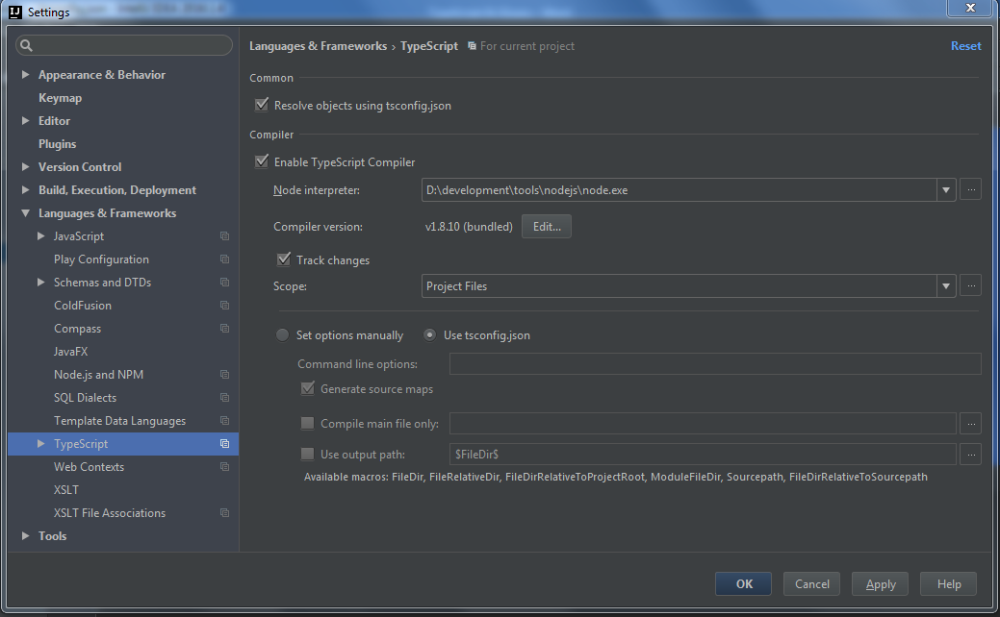 Settings
Languages & Frameworks › TypeScript For current project Reset
Appearance & Behavior
Keymap
Editor
Plugins
Version Control
Build, Execution, Deployment
Languages & Frameworks
JavaScript
Play Configuration
Schemas and DTDs
ColdFusion
Compass
JavaFX
Node.js and NPM
SQL Dialects
Template Data Languages
TypeScript
Web Contexts
XSLT
XSLT File Associations
Tools
Common
Resolve objects using tsconfig.json
Compiler
Enable TypeScript Compiler
Node interpreter: D:\development\tools\nodejs\node.exe ...
Compiler version: v1.8.10 (bundled) Edit...
Track changes
Scope: Project Files ...
Set options manually Use tsconfig.json
Command line options:
Generate source maps
Compile main file only: ...
Use output path: $FileDir$ ...
Available macros: FileDir, FileRelativeDir, FileDirRelativeToProjectRoot, ModuleFileDir, Sourcepath, FileDirRelativeToSourcepath
OK Cancel Apply Help